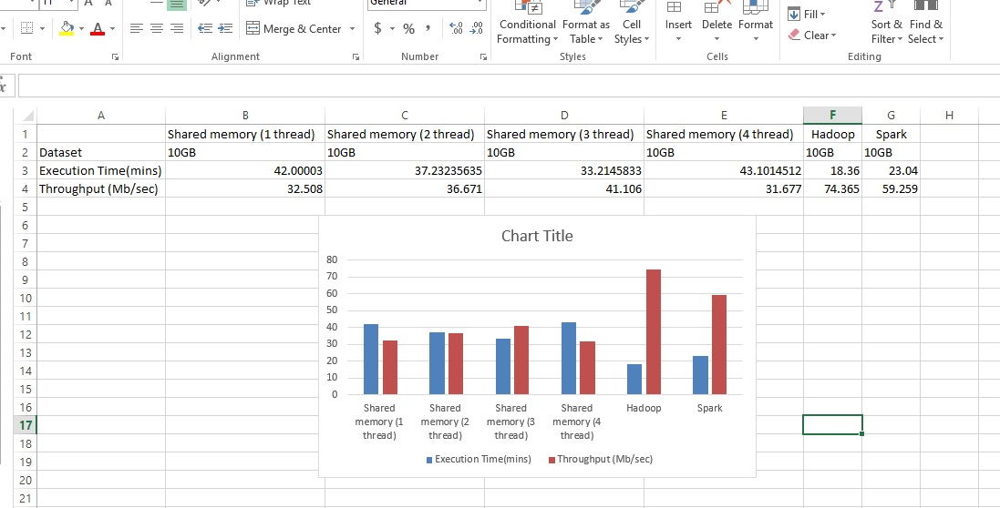 11 A A Wrap Text General
Conditional Format as Cell Insert Delete Format Fill Sort & Find &
A Merge & Center $ % , .00 .0 Formatting Table Styles Clear Filter Select
Font Alignment Number Styles Cells Editing
A B C D E F G H
1 Shared memory (1 thread) Shared memory (2 thread) Shared memory (3 thread) Shared memory (4 thread) Hadoop Spark
2 Dataset 10GB 10GB 10GB 10GB 10GB 10GB
3 Execution Time(mins) 42.00003 37.23235635 33.2145833 43.1014512 18.36 23.04
4 Throughput (Mb/sec) 32.508 36.671 41.106 31.677 74.365 59.259
5
6
7
8
9
10
11
12
13
14
15
16
17
18
19
20
21
Chart Title
80
70
60
50
40
30
20
10
0
Shared memory (1 thread)
Shared memory (2 thread)
Shared memory (3 thread)
Shared memory (4 thread)
Hadoop
Spark
Execution Time(mins) Throughput (Mb/sec)